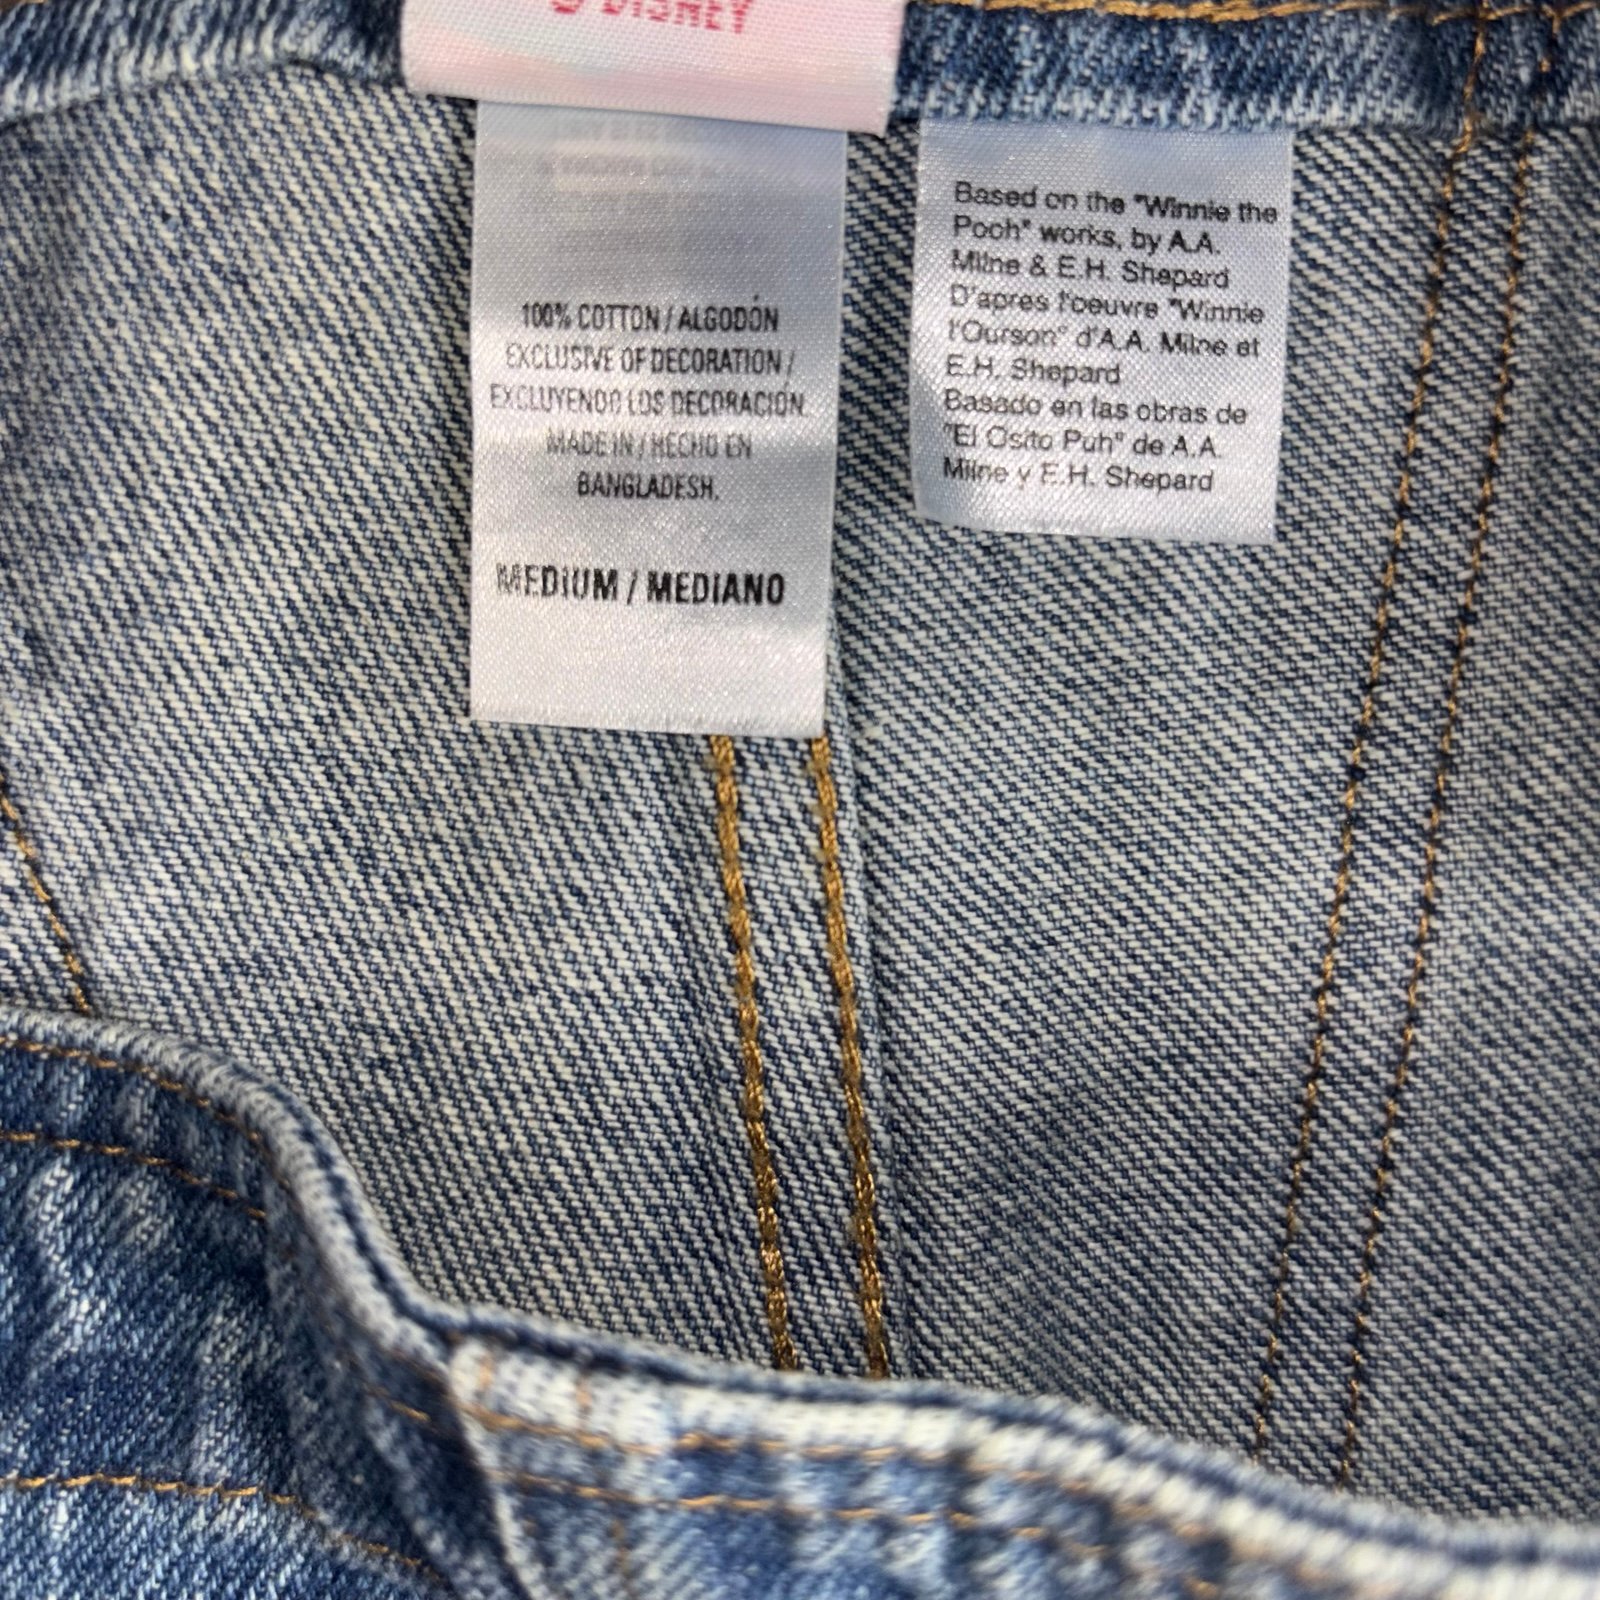 © DISNEY
100% COTTON / ALGODÓN
EXCLUSIVE OF DECORATION /
EXCLUYENDO LOS DECORACIÓN
MADE IN / HECHO EN
BANGLADESH.
MEDIUM / MEDIANO
Based on the "Winnie the
Pooh" works, by A.A.
Milne & E.H. Shepard
D'apres l'oeuvre "Winnie
l'Ourson" d'A.A. Milne et
E.H. Shepard
Basado en las obras de
"El Osito Puh" de A.A.
Milne y E.H. Shepard